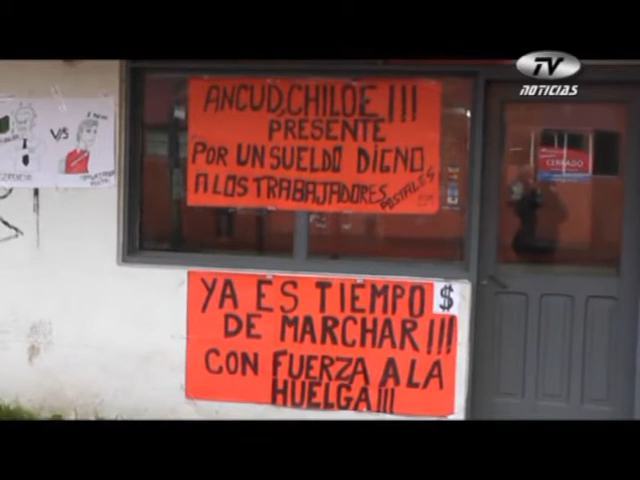 TV
NOTICIAS
ANCUD, CHILOE!!!
PRESENTE
POR UN SUELDO DIGNO
A LOS TRABAJADORES POSTALES
V/S
CERRADO
YA ES TIEMPO $
DE MARCHAR!!!
CON FUERZA A LA
HUELGA!!!